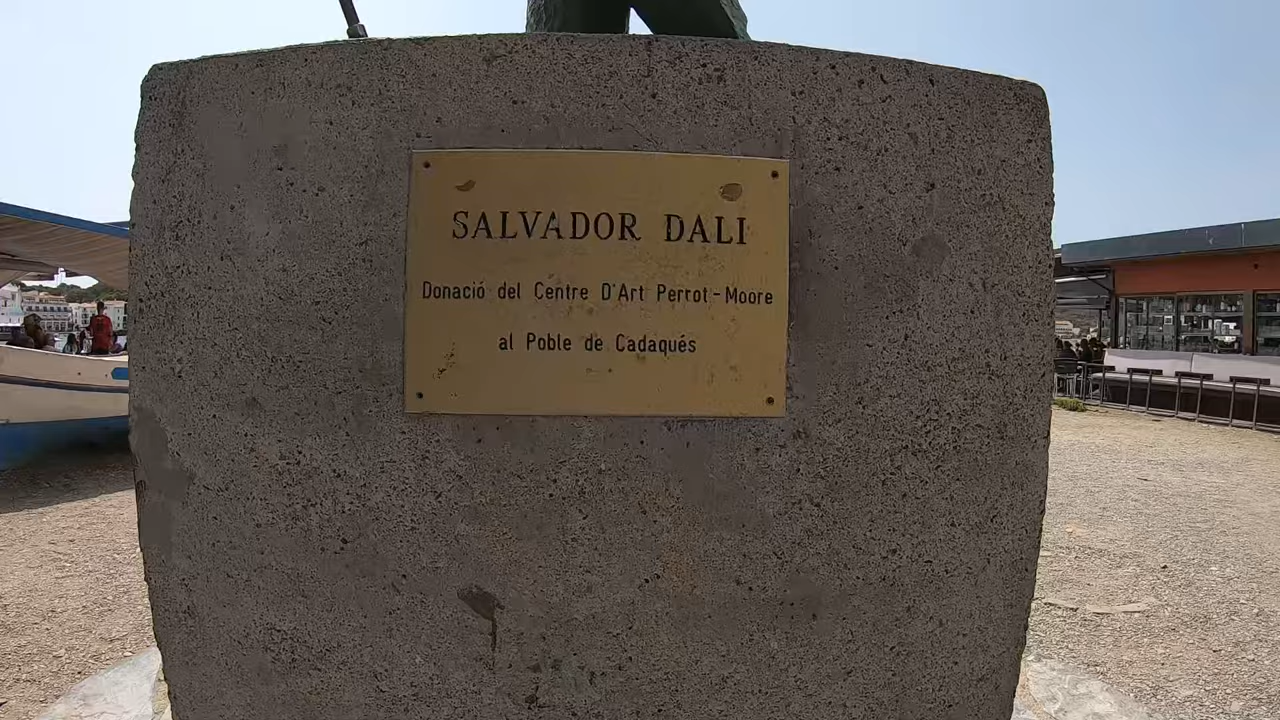 SALVADOR DALI
Donació del Centre D'Art Perrot-Moore
al Poble de Cadaqués